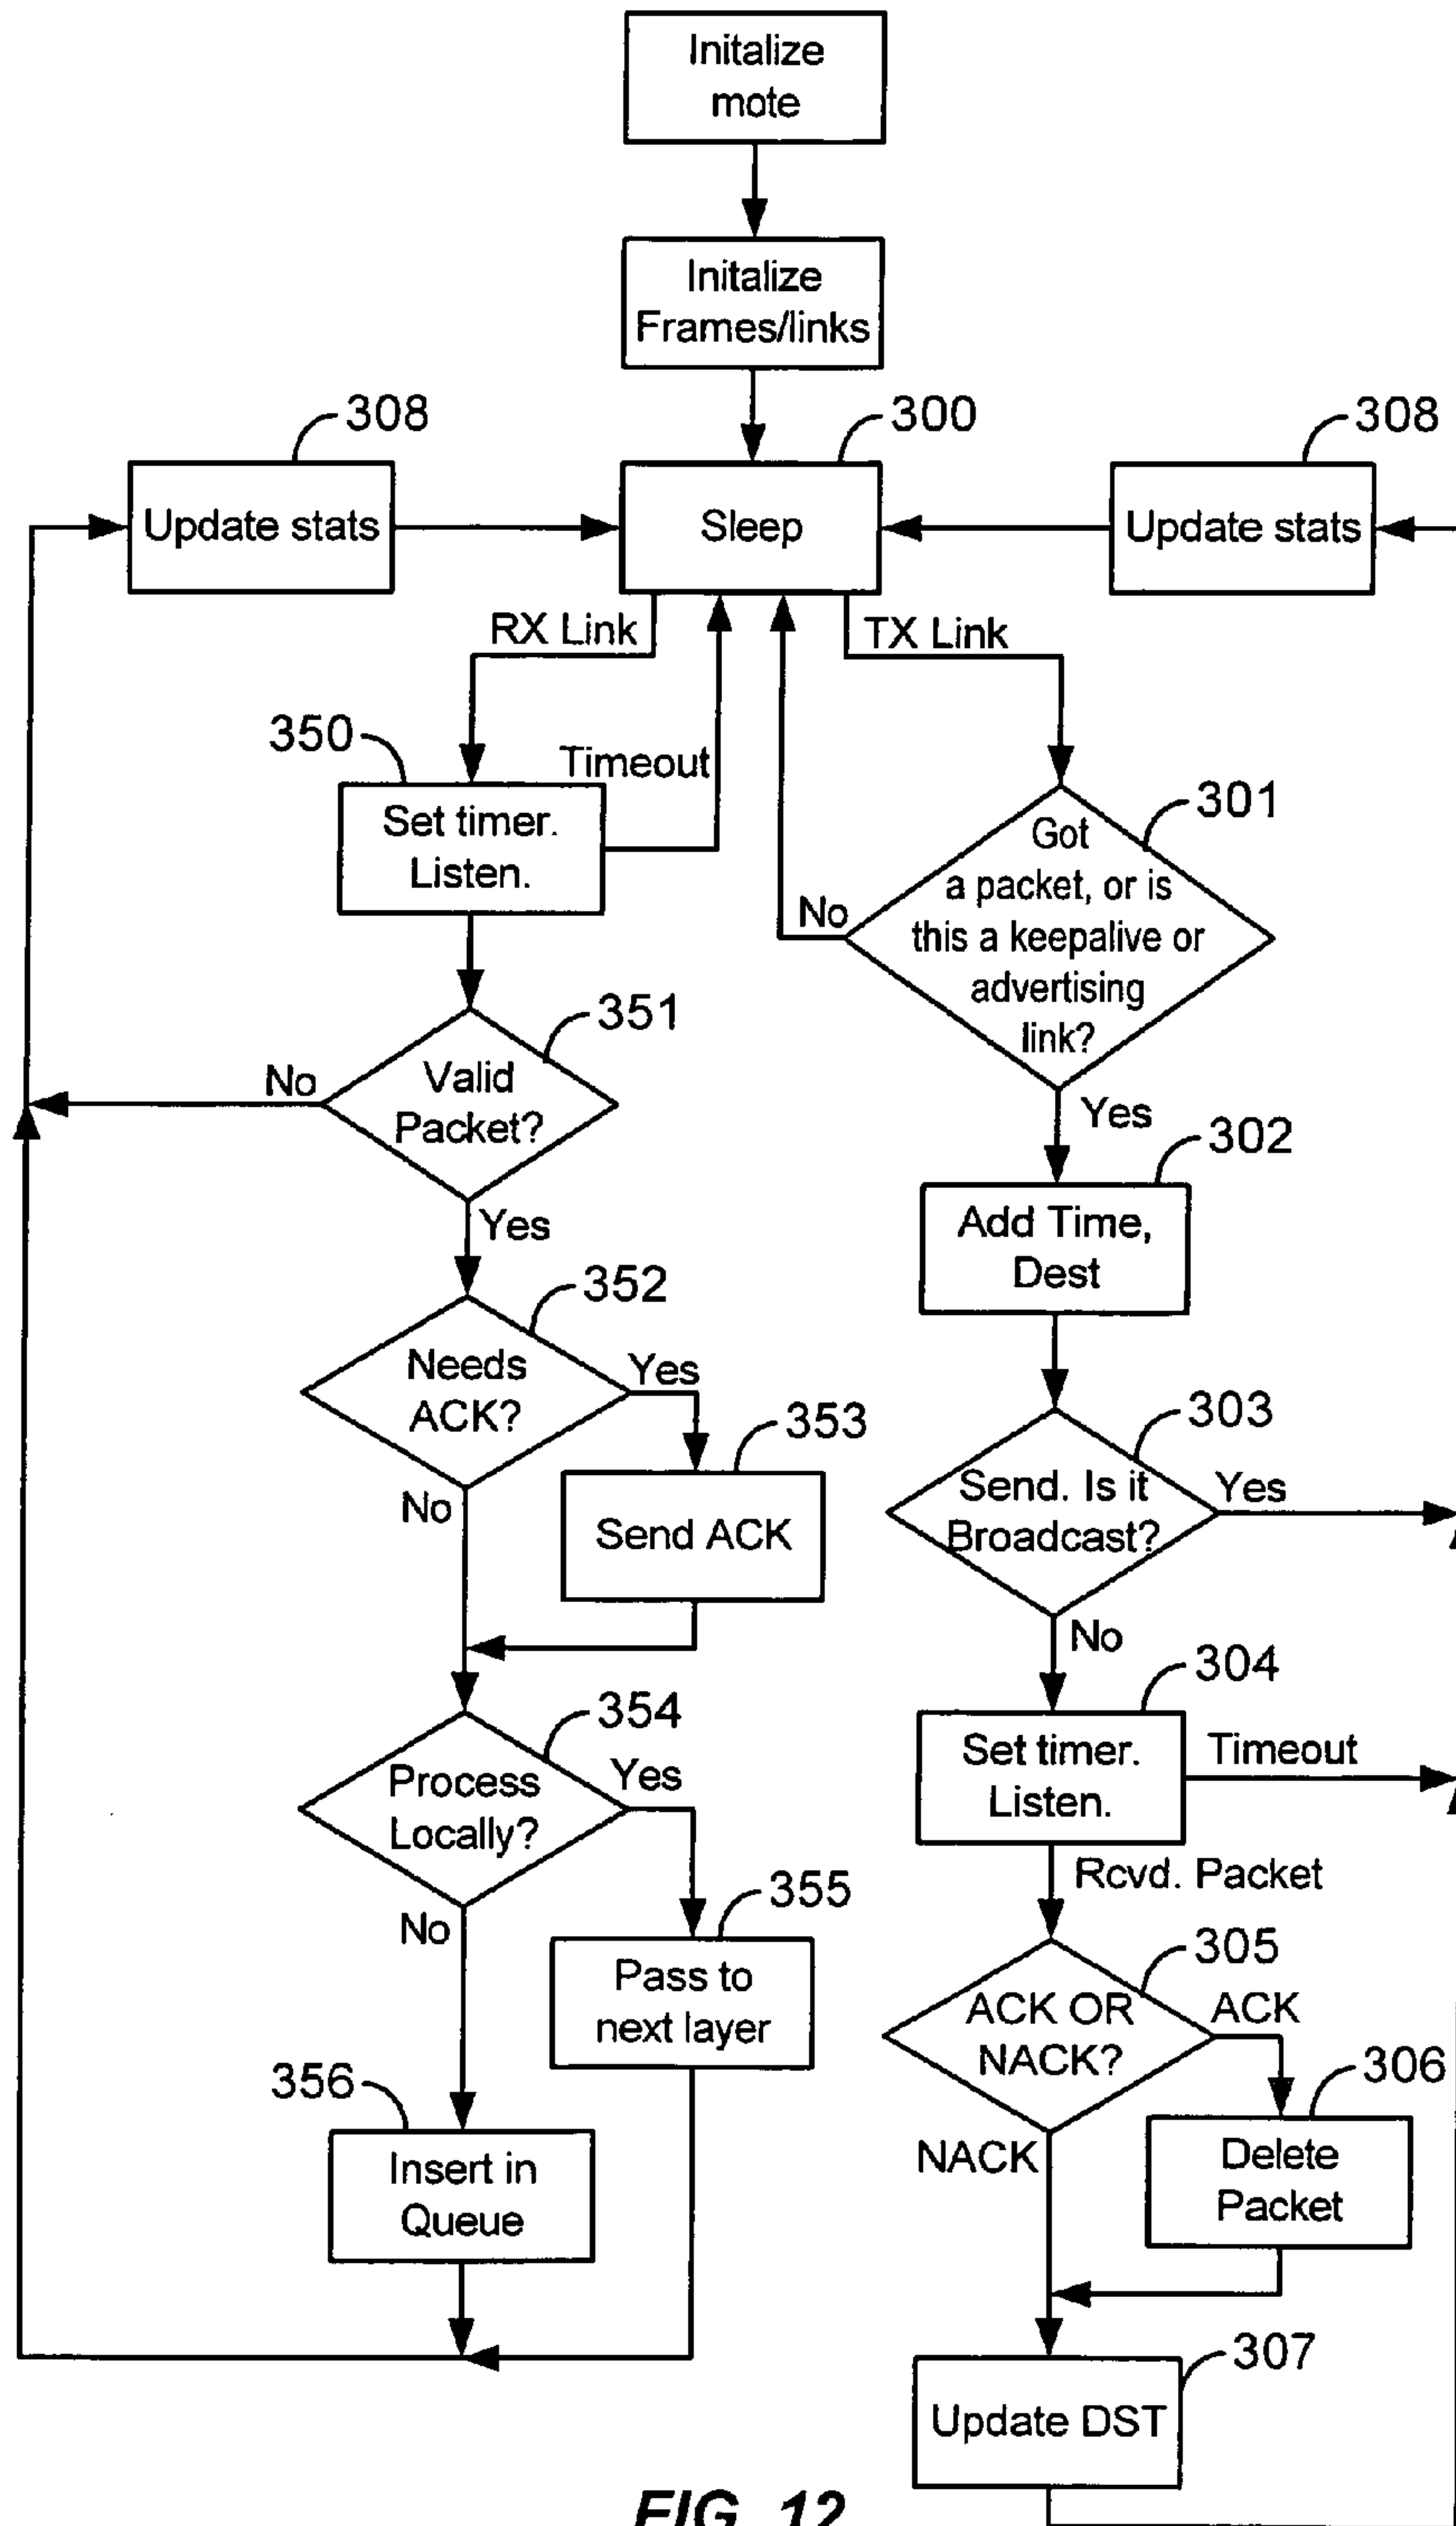 Initalize
mote
Initalize
Frames/links
308
300
308
Update stats
Sleep
Update stats
RX Link
TX Link
350
Timeout
Set timer.
Listen.
301
Got
a packet, or is
this a keepalive or
advertising
link?
No
351
Valid
Packet?
No
Yes
Yes
302
Add Time,
Dest
352
Needs
ACK?
Yes
No
353
Send ACK
303
Send. Is it
Broadcast?
Yes
No
304
Set timer.
Listen.
Timeout
354
Process
Locally?
Yes
No
Rcvd. Packet
355
Pass to
next layer
305
ACK OR
NACK?
ACK
NACK
306
Delete
Packet
356
Insert in
Queue
307
Update DST
FIG. 12